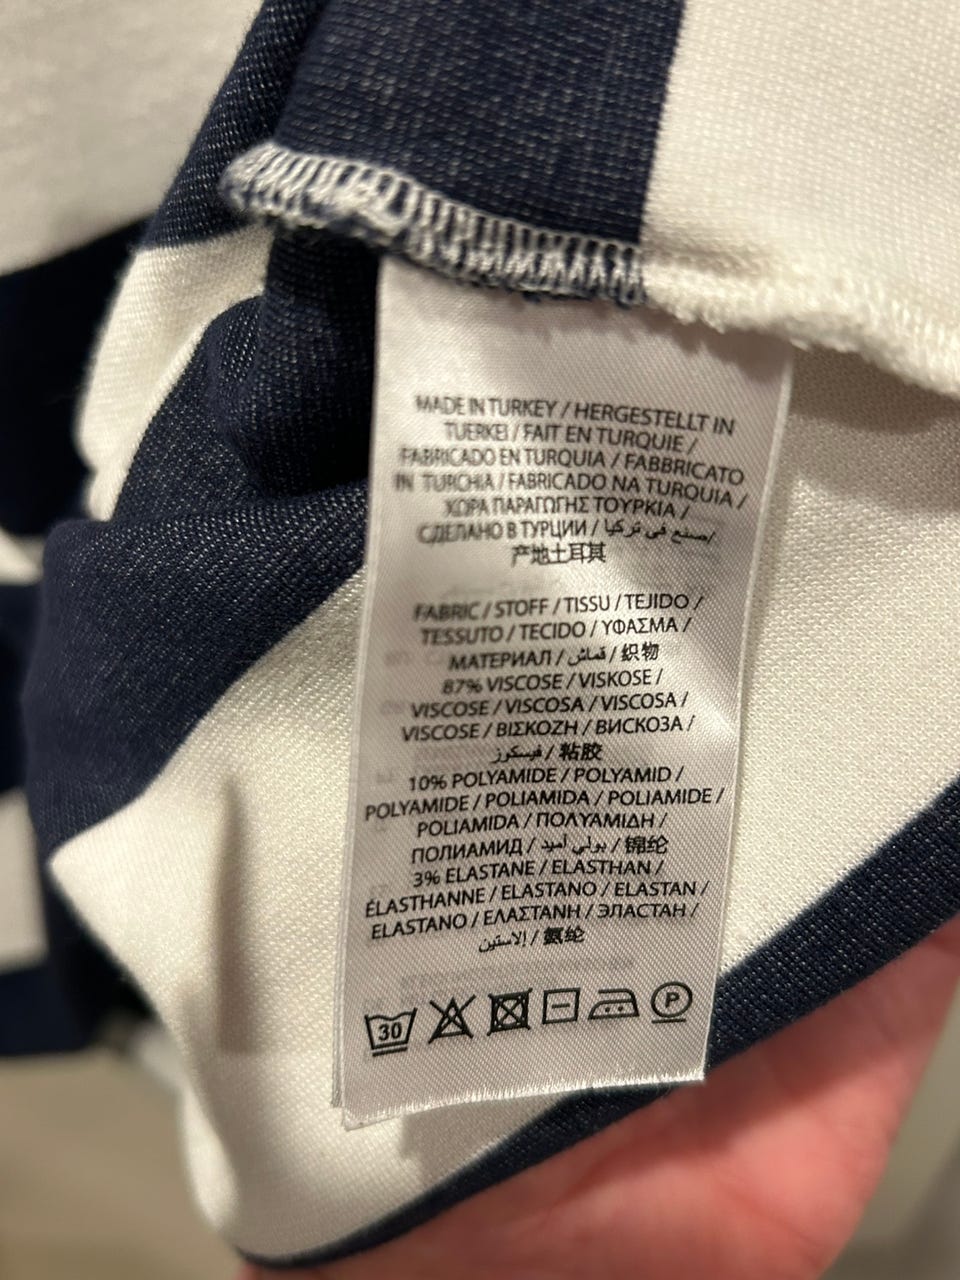 MADE IN TURKEY / HERGESTELLT IN
TUERKEI / FAIT EN TURQUIE /
FABRICADO EN TURQUIA / FABBRICATO
IN TURCHIA / FABRICADO NA TURQUIA /
ΧΩΡΑ ΠΑΡΑΓΩΓΗΣ ΤΟΥΡΚΙΑ /
СДЕЛАНО В ТУРЦИИ / صنع في تركيا/
产地土耳其
FABRIC / STOFF / TISSU / TEJIDO /
TESSUTO / TECIDO / ΥΦΑΣΜΑ /
МАТЕРИАЛ / قماش / 织物
87% VISCOSE / VISKOSE /
VISCOSE / VISCOSA / VISCOSA /
VISCOSE / ΒΙΣΚΟΖΗ / ВИСКОЗА /
فيسكوز / 粘胶
10% POLYAMIDE / POLYAMID /
POLYAMIDE / POLIAMIDA / POLIAMIDE /
POLIAMIDA / ΠΟΛΥΑΜΙΔΗ /
ПОЛИАМИД / بولي أميد / 锦纶
3% ELASTANE / ELASTHAN /
ÉLASTHANNE / ELASTANO / ELASTAN /
ELASTANO / ΕΛΑΣΤΑΝΗ / ЭЛАСТАН /
إلاستين / 氨纶
30 P